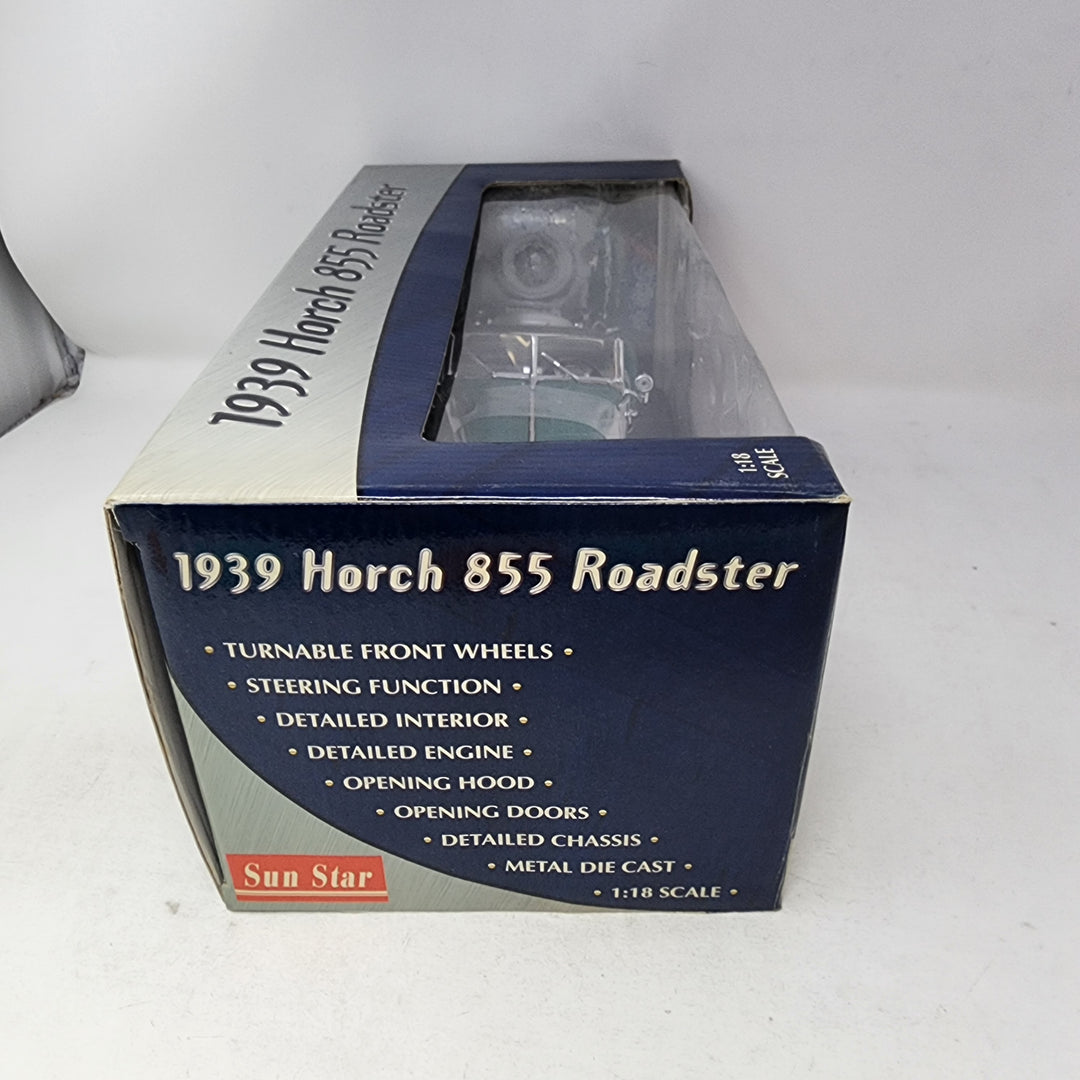 1939 Horch 855 Roadster
1:18
SCALE
1939 Horch 855 Roadster
• TURNABLE FRONT WHEELS •
• STEERING FUNCTION •
• DETAILED INTERIOR •
• DETAILED ENGINE •
• OPENING HOOD •
• OPENING DOORS •
• DETAILED CHASSIS •
• METAL DIE CAST •
• 1:18 SCALE •
Sun Star